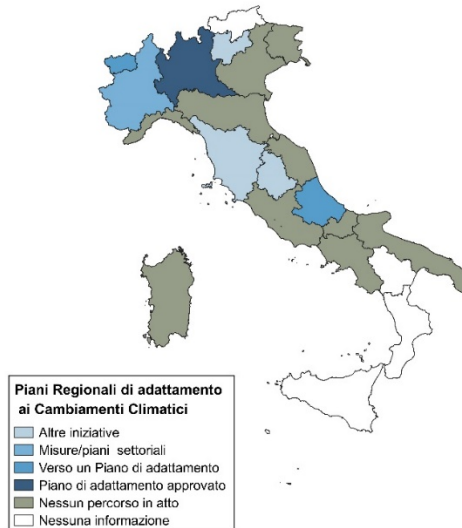 Piani Regionali di adattamento
ai Cambiamenti Climatici
Altre iniziative
Misure/piani settoriali
Verso un Piano di adattamento
Piano di adattamento approvato
Nessun percorso in atto
Nessuna informazione